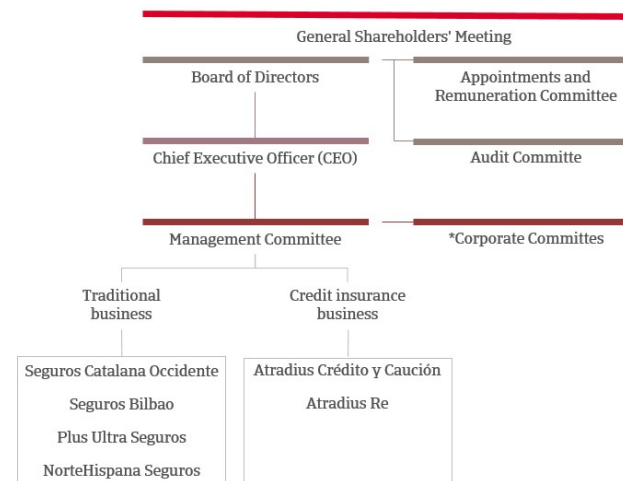 General Shareholders' Meeting
Board of Directors
Appointments and
Remuneration Committee
Chief Executive Officer (CEO)
Audit Committe
Management Committee
*Corporate Committes
Traditional
business
Credit insurance
business
Seguros Catalana Occidente
Seguros Bilbao
Plus Ultra Seguros
NorteHispana Seguros
Atradius Crédito y Caución
Atradius Re